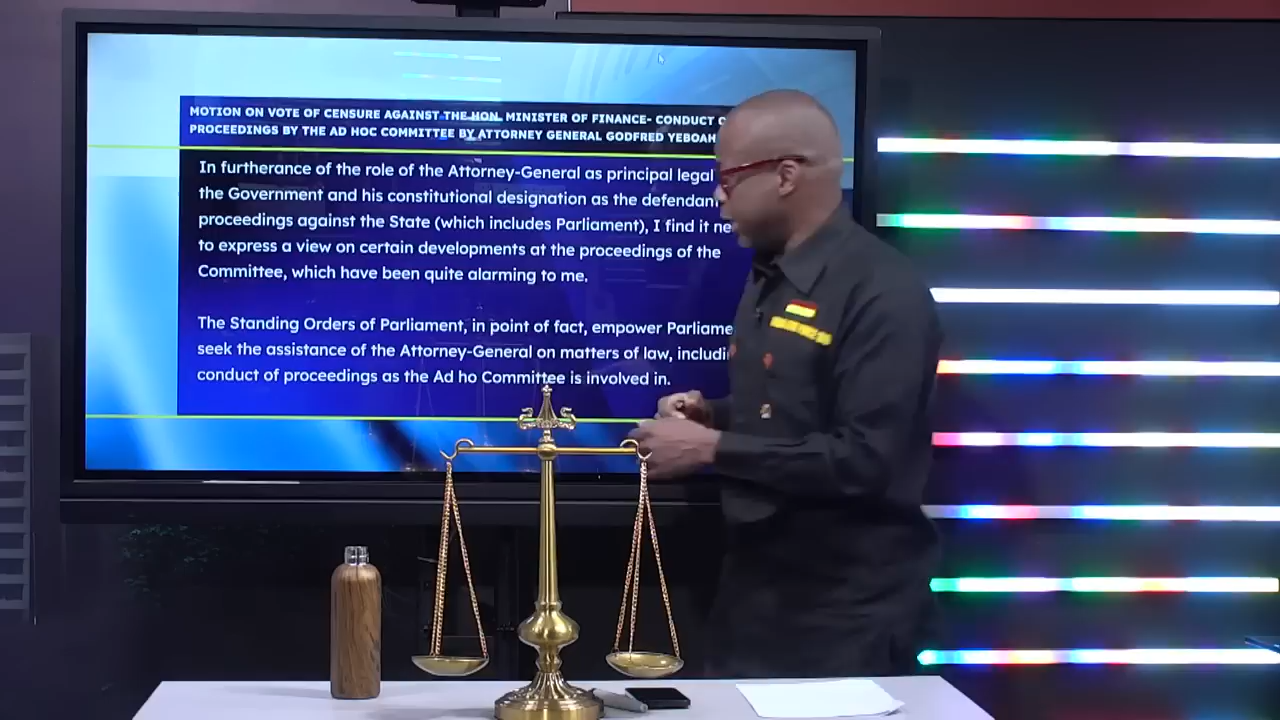 MOTION ON VOTE OF CENSURE AGAINST THE HON. MINISTER OF FINANCE- CONDUCT
PROCEEDINGS BY THE AD HOC COMMITTEE BY ATTORNEY GENERAL GODFRED YEBOAH
In furtherance of the role of the Attorney-General as principal legal
the Government and his constitutional designation as the defendant
proceedings against the State (which includes Parliament), I find it
to express a view on certain developments at the proceedings of the
Committee, which have been quite alarming to me.
The Standing Orders of Parliament, in point of fact, empower
seek the assistance of the Attorney-General on matters of law,
conduct of proceedings as the Ad ho Committee is involved in.